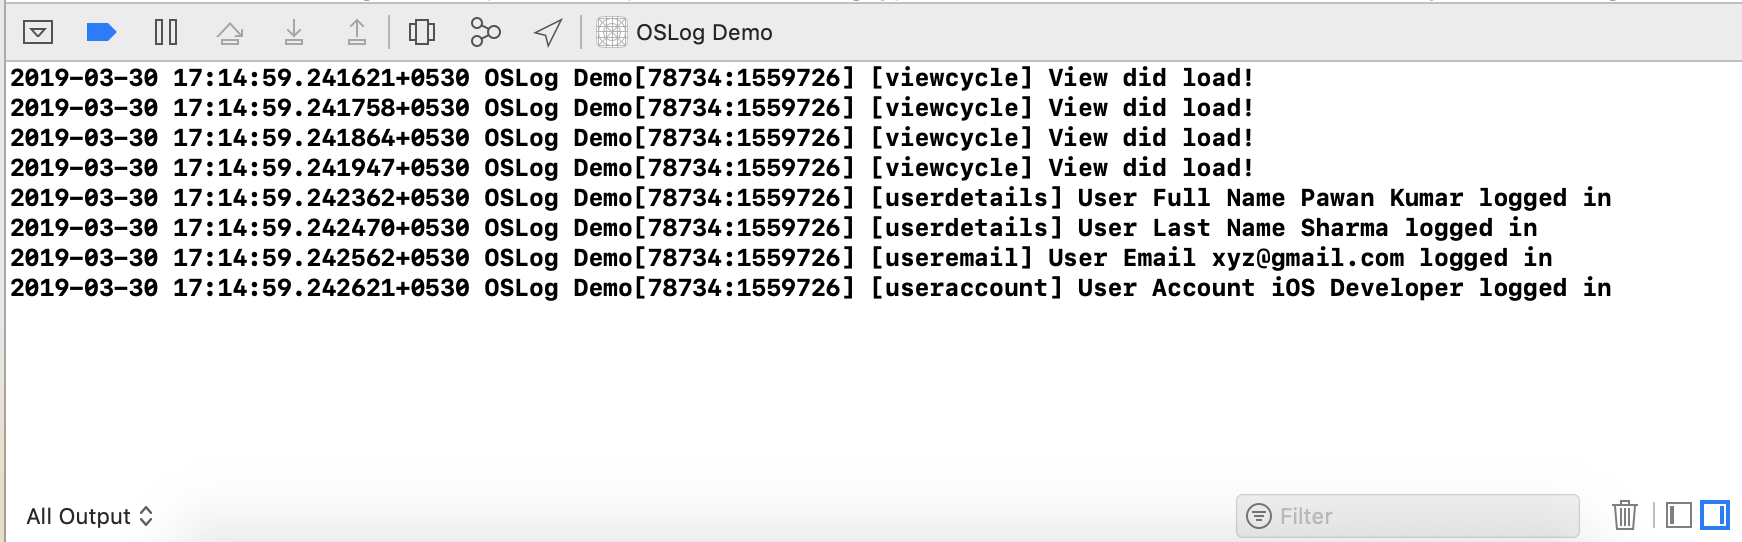 OSLog Demo
2019-03-30 17:14:59.241621+0530 OSLog Demo[78734:1559726] [viewcycle] View did load!
2019-03-30 17:14:59.241758+0530 OSLog Demo[78734:1559726] [viewcycle] View did load!
2019-03-30 17:14:59.241864+0530 OSLog Demo[78734:1559726] [viewcycle] View did load!
2019-03-30 17:14:59.241947+0530 OSLog Demo[78734:1559726] [viewcycle] View did load!
2019-03-30 17:14:59.242362+0530 OSLog Demo[78734:1559726] [userdetails] User Full Name Pawan Kumar logged in
2019-03-30 17:14:59.242470+0530 OSLog Demo[78734:1559726] [userdetails] User Last Name Sharma logged in
2019-03-30 17:14:59.242562+0530 OSLog Demo[78734:1559726] [useremail] User Email xyz@gmail.com logged in
2019-03-30 17:14:59.242621+0530 OSLog Demo[78734:1559726] [useraccount] User Account iOS Developer logged in
All Output
Filter